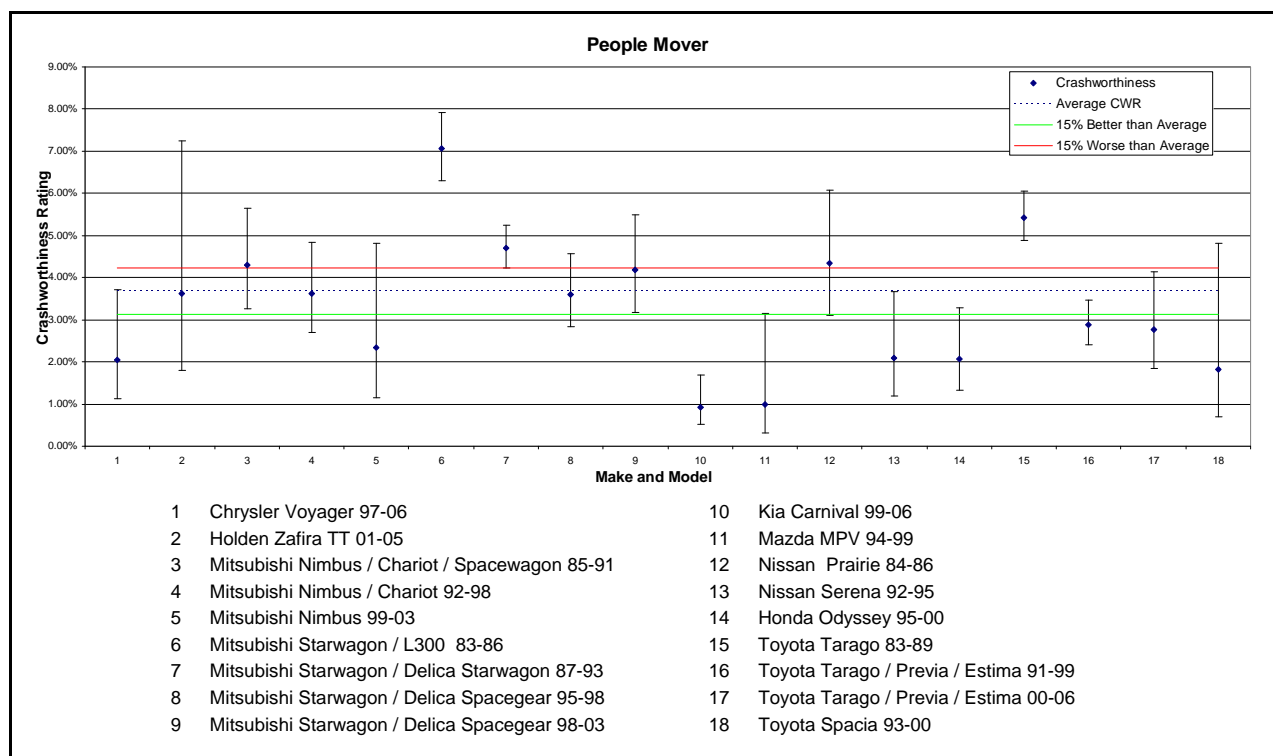 People Mover
9.00%
8.00%
7.00%
6.00%
5.00%
4.00%
3.00%
2.00%
1.00%
0.00%
Crashworthiness Rating
Crashworthiness
Average CWR
15% Better than Average
15% Worse than Average
1 2 3 4 5 6 7 8 9 10 11 12 13 14 15 16 17 18
Make and Model
1 Chrysler Voyager 97-06
2 Holden Zafira TT 01-05
3 Mitsubishi Nimbus / Chariot / Spacewagon 85-91
4 Mitsubishi Nimbus / Chariot 92-98
5 Mitsubishi Nimbus 99-03
6 Mitsubishi Starwagon / L300 83-86
7 Mitsubishi Starwagon / Delica Starwagon 87-93
8 Mitsubishi Starwagon / Delica Spacegear 95-98
9 Mitsubishi Starwagon / Delica Spacegear 98-03
10 Kia Carnival 99-06
11 Mazda MPV 94-99
12 Nissan Prairie 84-86
13 Nissan Serena 92-95
14 Honda Odyssey 95-00
15 Toyota Tarago 83-89
16 Toyota Tarago / Previa / Estima 91-99
17 Toyota Tarago / Previa / Estima 00-06
18 Toyota Spacia 93-00